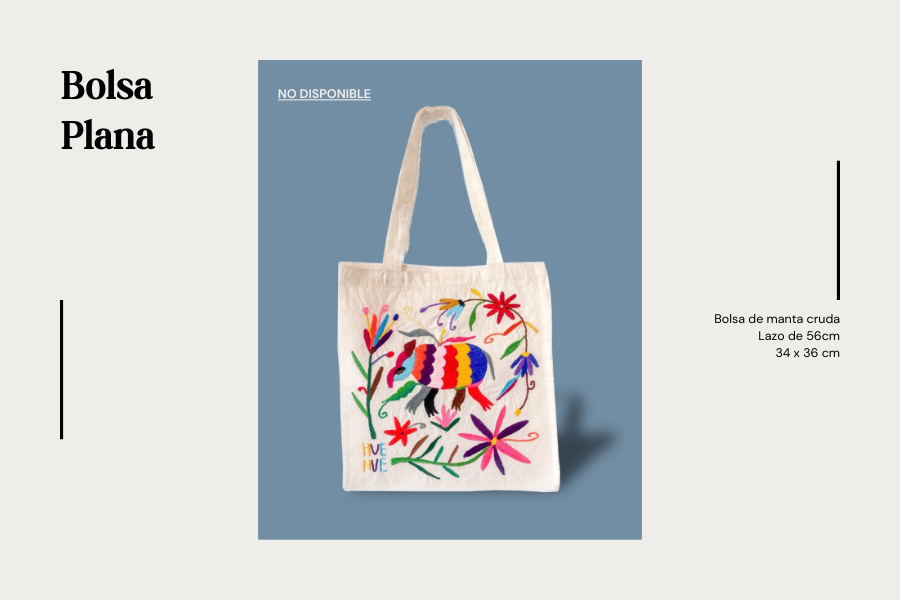 Bolsa
Plana
NO DISPONIBLE
HUE
HUE
Bolsa de manta cruda
Lazo de 56cm
34 x 36 cm